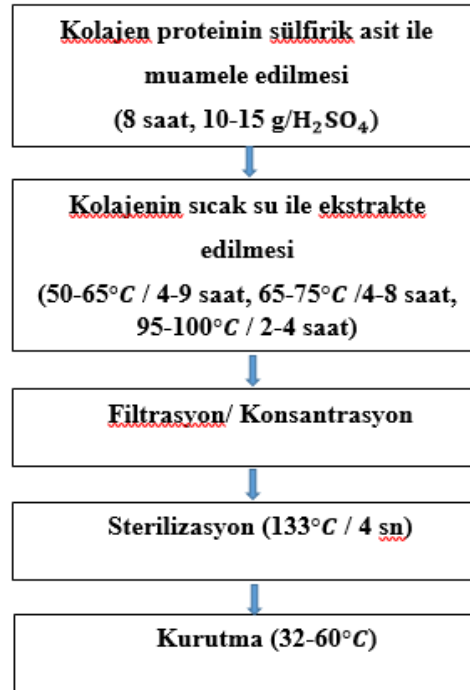 Kolajen proteinin sülfirik asit ile
muamele edilmesi
(8 saat, 10-15 g/H₂SO₄)
Kolajenin sıcak su ile ekstrakte
edilmesi
(50-65°C / 4-9 saat, 65-75°C /4-8 saat,
95-100°C / 2-4 saat)
Filtrasyon/ Konsantrasyon
Sterilizasyon (133°C / 4 sn)
Kurutma (32-60°C)